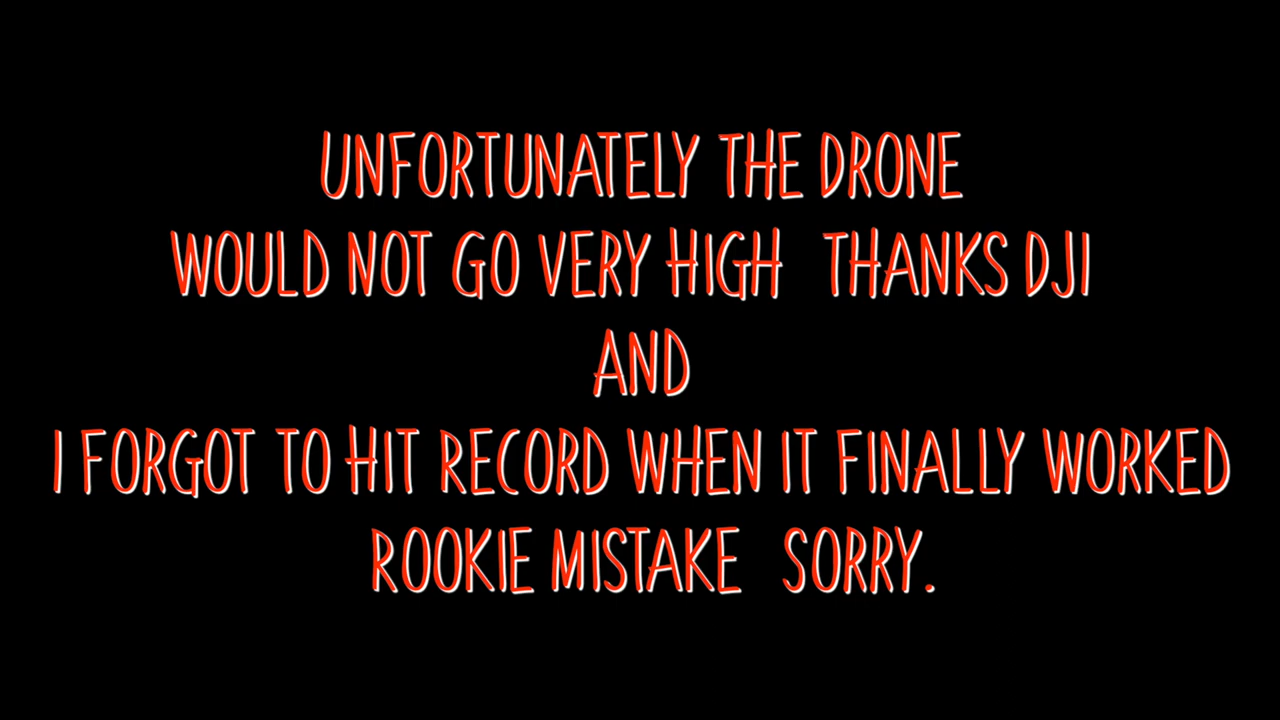 UNFORTUNATELY THE DRONE
WOULD NOT GO VERY HIGH THANKS DJI
AND
I FORGOT TO HIT RECORD WHEN IT FINALLY WORKED
ROOKIE MISTAKE SORRY.